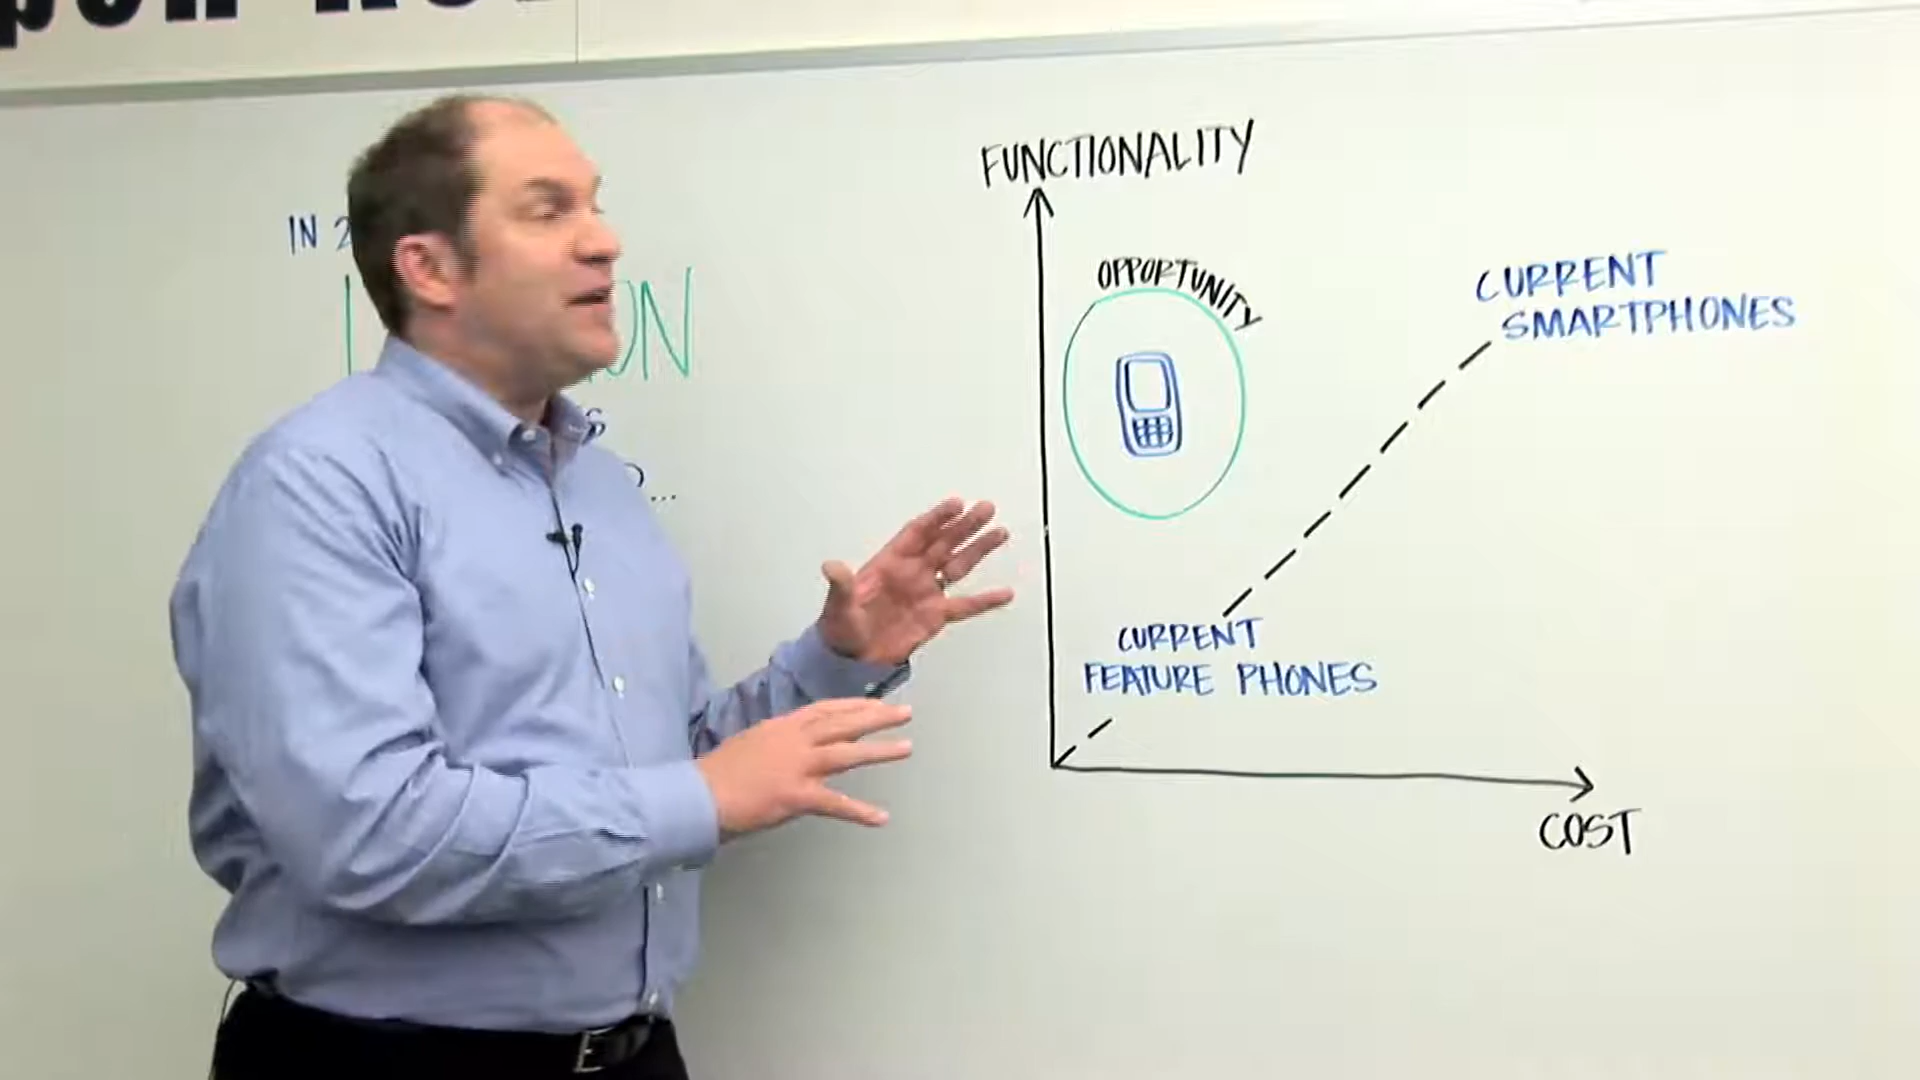 IN
FUNCTIONALITY
OPPORTUNITY
CURRENT
SMARTPHONES
CURRENT
FEATURE PHONES
COST